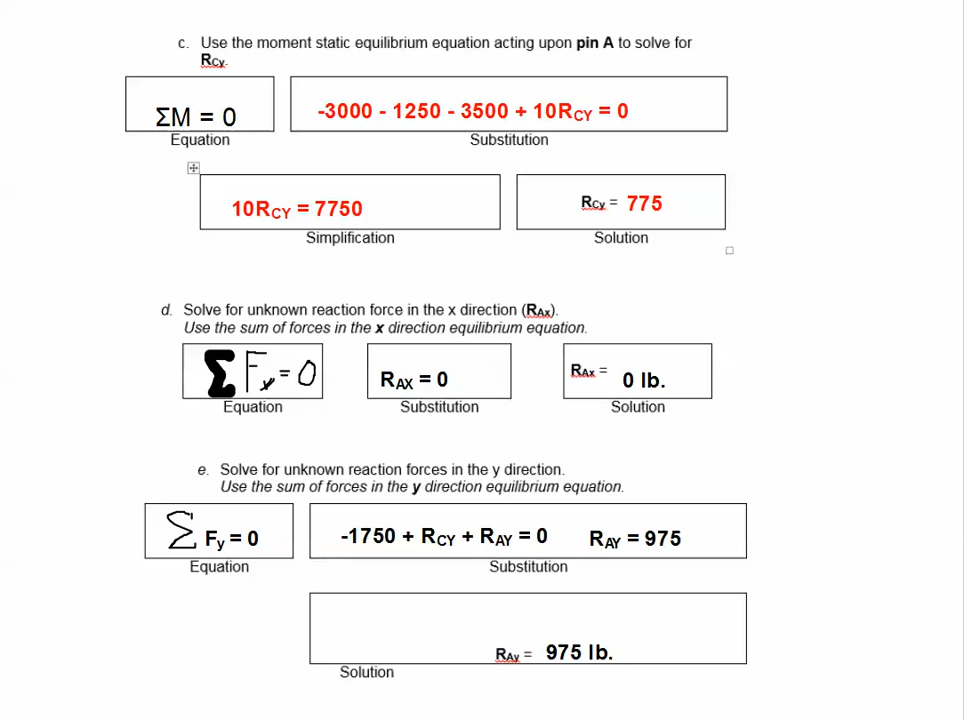 c. Use the moment static equilibrium equation acting upon pin A to solve for
RCy.
ΣM = 0
-3000 - 1250 - 3500 + 10RCY = 0
Equation
Substitution
10RCY = 7750
RCy = 775
Simplification
Solution
d. Solve for unknown reaction force in the x direction (RAx).
Use the sum of forces in the x direction equilibrium equation.
ΣFx = 0
RAX = 0
RAx = 0 lb.
Equation
Substitution
Solution
e. Solve for unknown reaction forces in the y direction.
Use the sum of forces in the y direction equilibrium equation.
Σ Fy = 0
-1750 + RCY + RAY = 0 RAY = 975
Equation
Substitution
RAy = 975 lb.
Solution